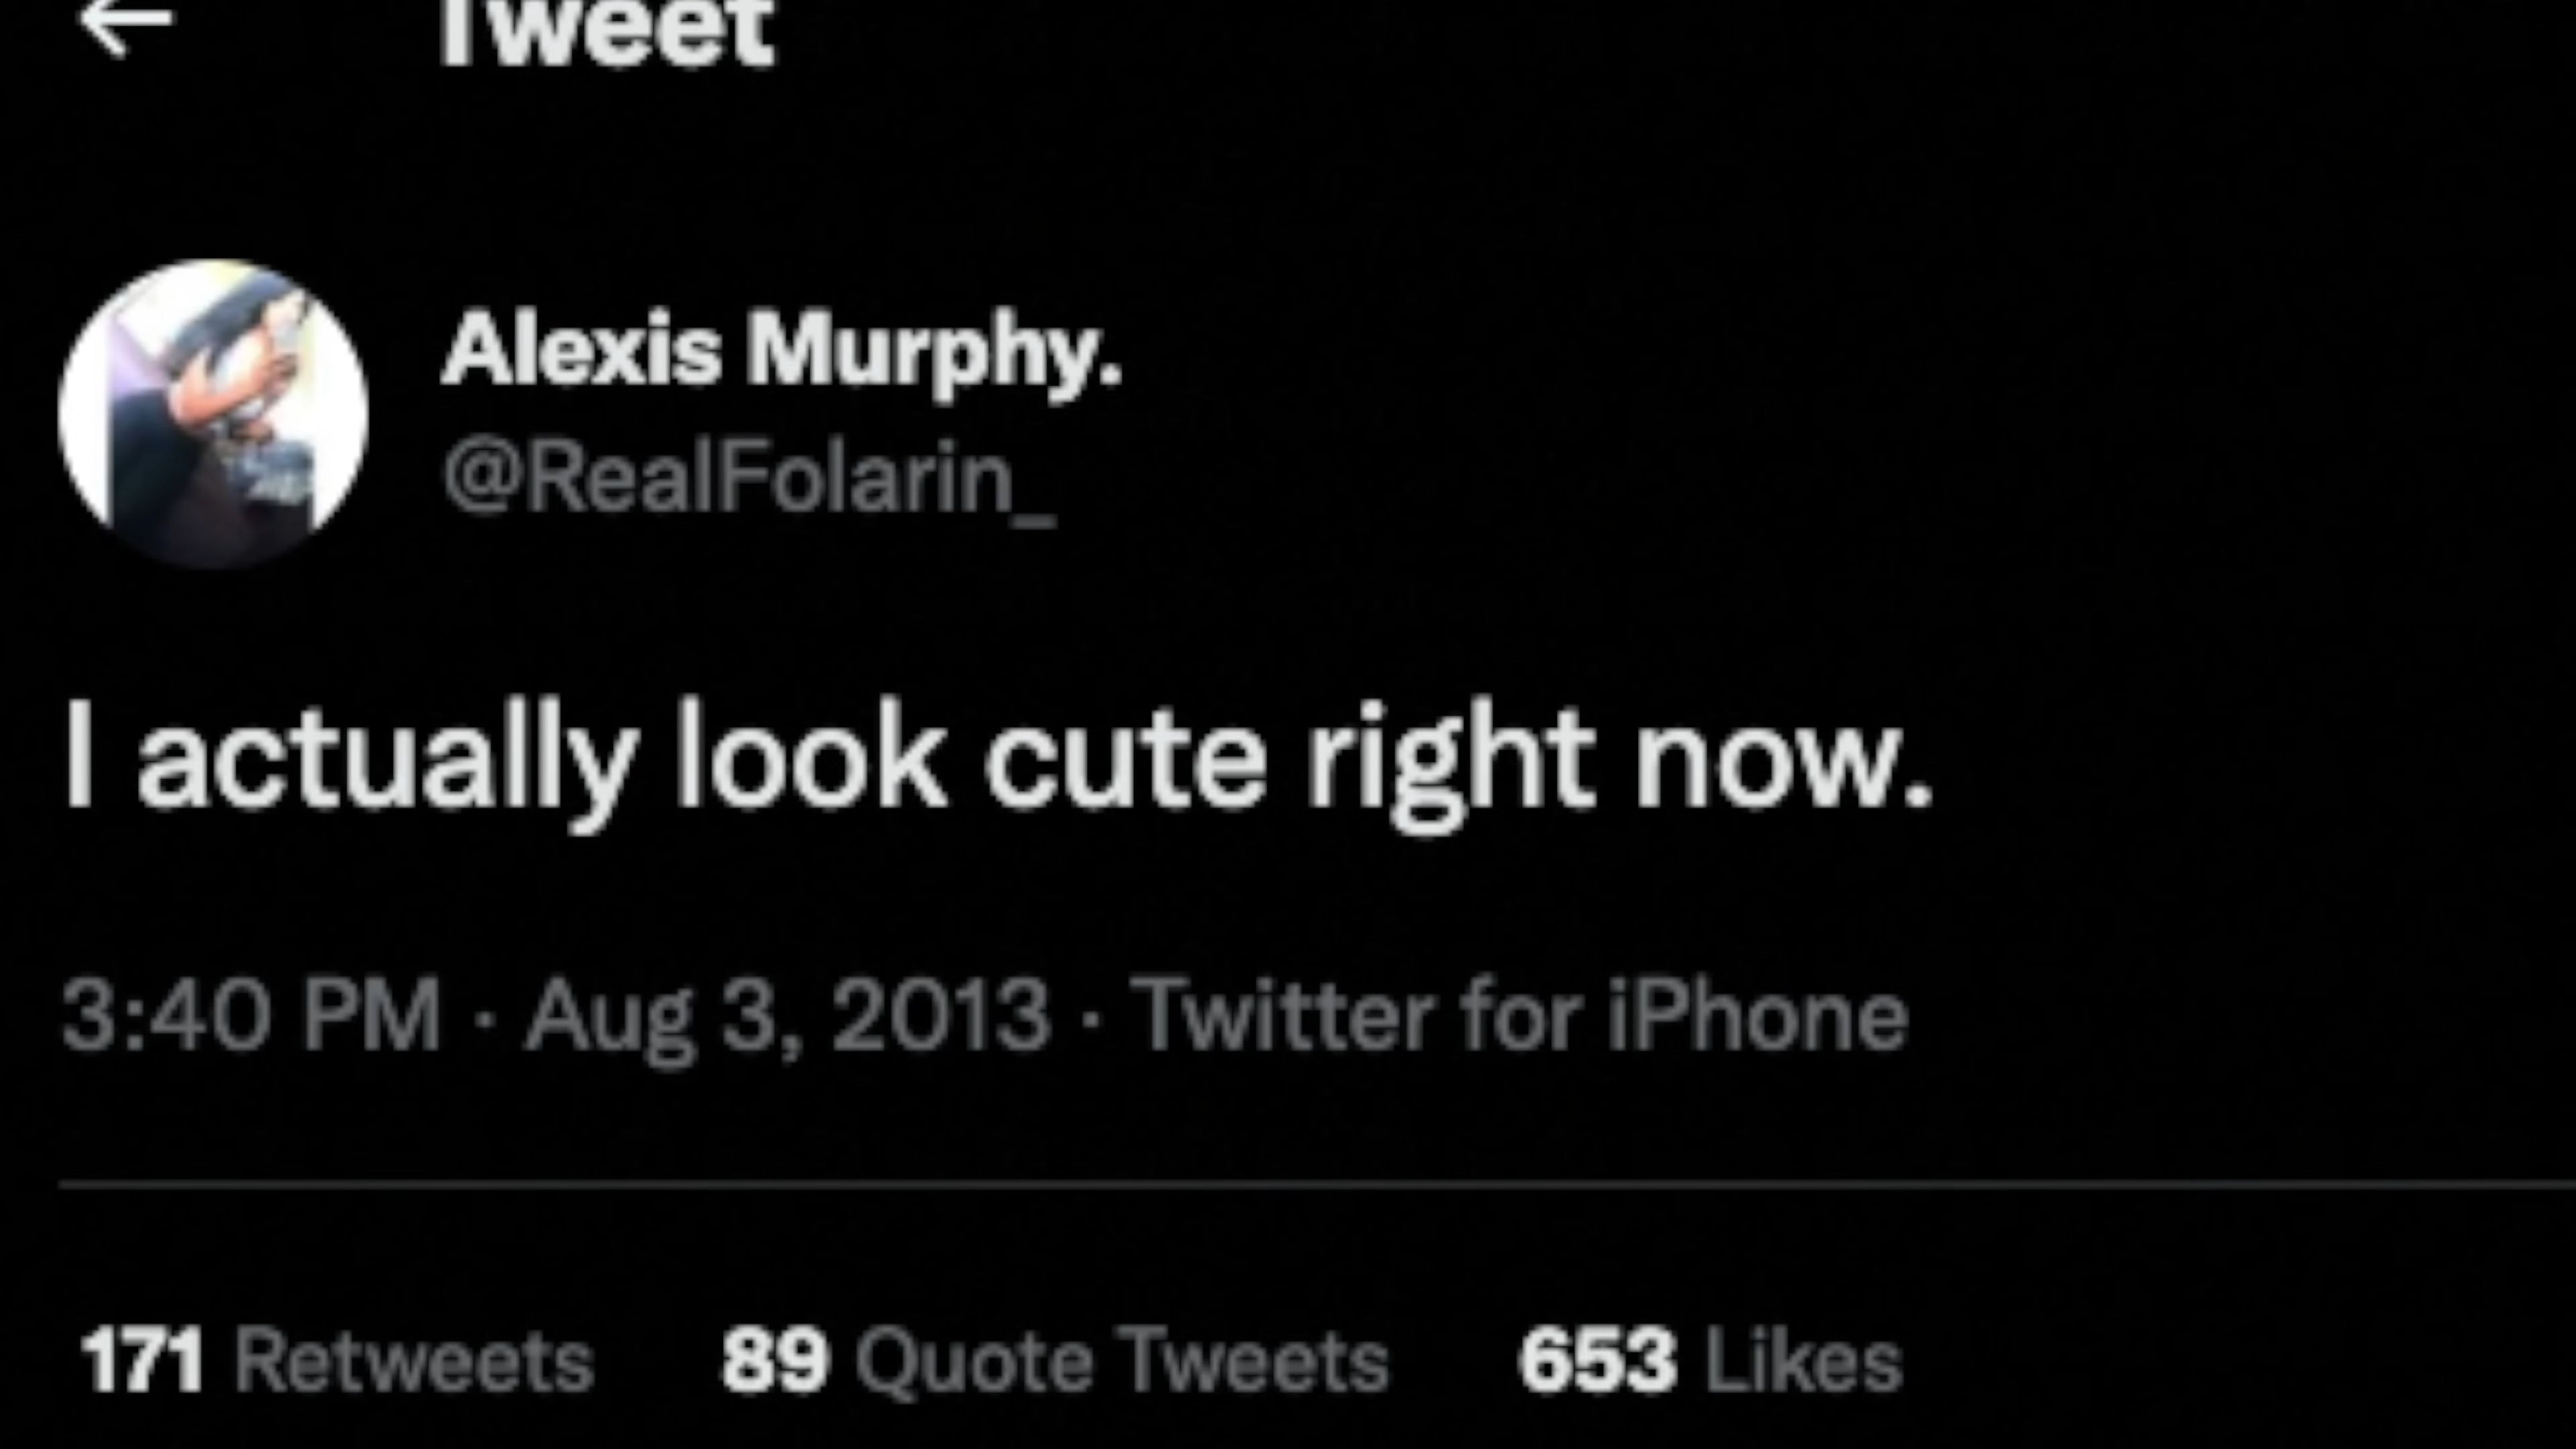 Tweet
Alexis Murphy.
@RealFolarin_
I actually look cute right now.
3:40 PM · Aug 3, 2013 · Twitter for iPhone
171 Retweets 89 Quote Tweets 653 Likes